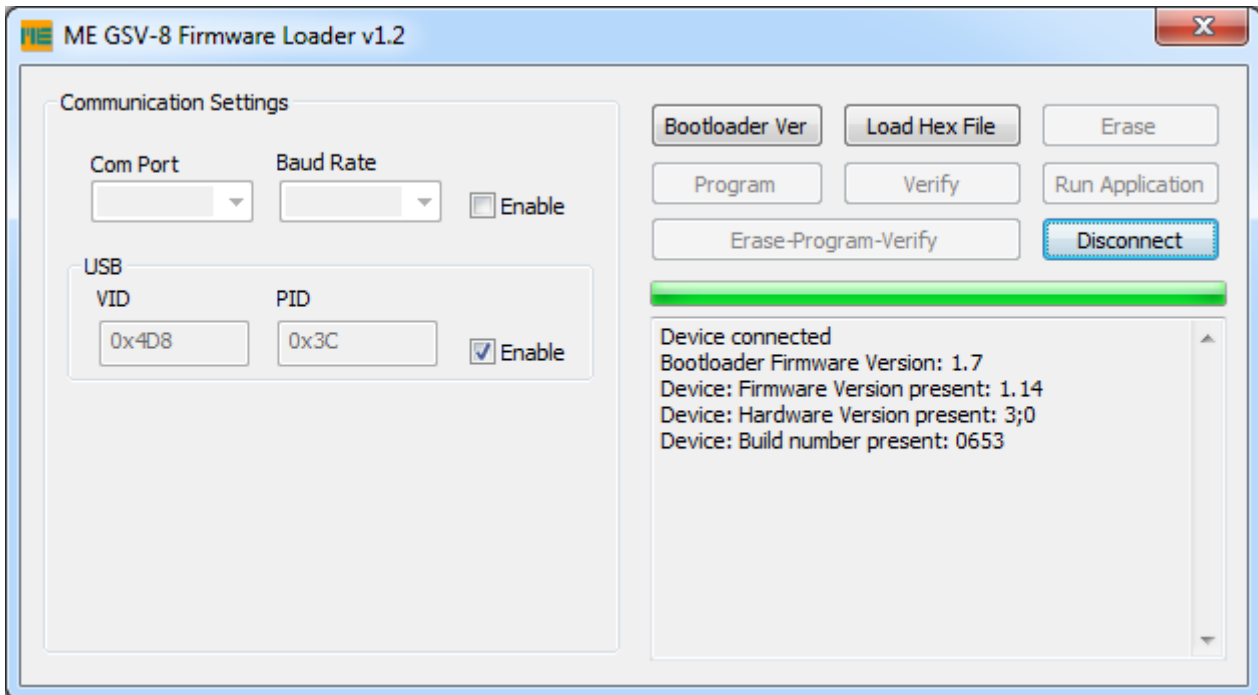 ME ME GSV-8 Firmware Loader v1.2
Communication Settings
Com Port Baud Rate
Enable
USB
VID PID
0x4D8 0x3C Enable
Bootloader Ver Load Hex File Erase
Program Verify Run Application
Erase-Program-Verify Disconnect
Device connected
Bootloader Firmware Version: 1.7
Device: Firmware Version present: 1.14
Device: Hardware Version present: 3;0
Device: Build number present: 0653